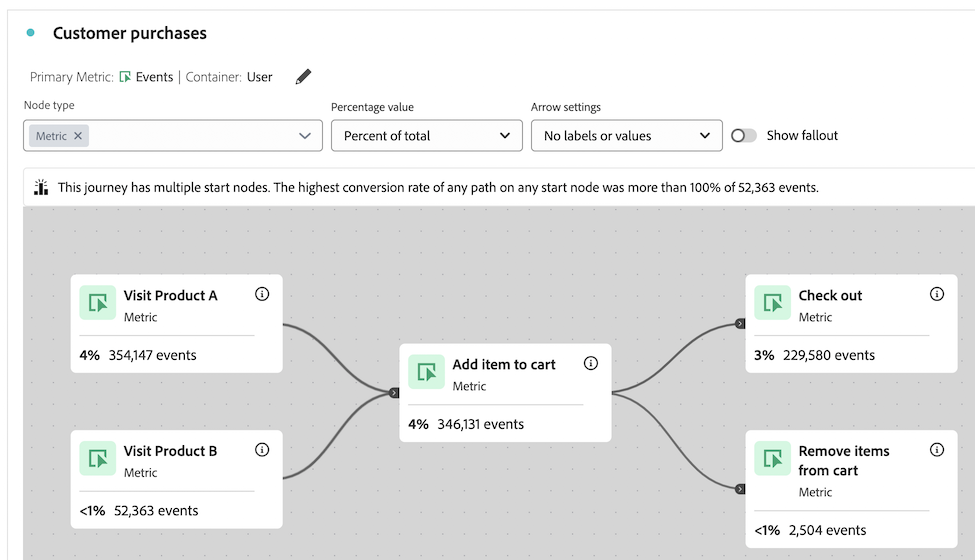 Customer purchases
Primary Metric: Events | Container: User
Node type
Percentage value
Arrow settings
Metric
Percent of total
No labels or values
Show fallout
This journey has multiple start nodes. The highest conversion rate of any path on any start node was more than 100% of 52,363 events.
Visit Product A
Metric
4% 354,147 events
Visit Product B
Metric
<1% 52,363 events
Add item to cart
Metric
4% 346,131 events
Check out
Metric
3% 229,580 events
Remove items
from cart
Metric
<1% 2,504 events